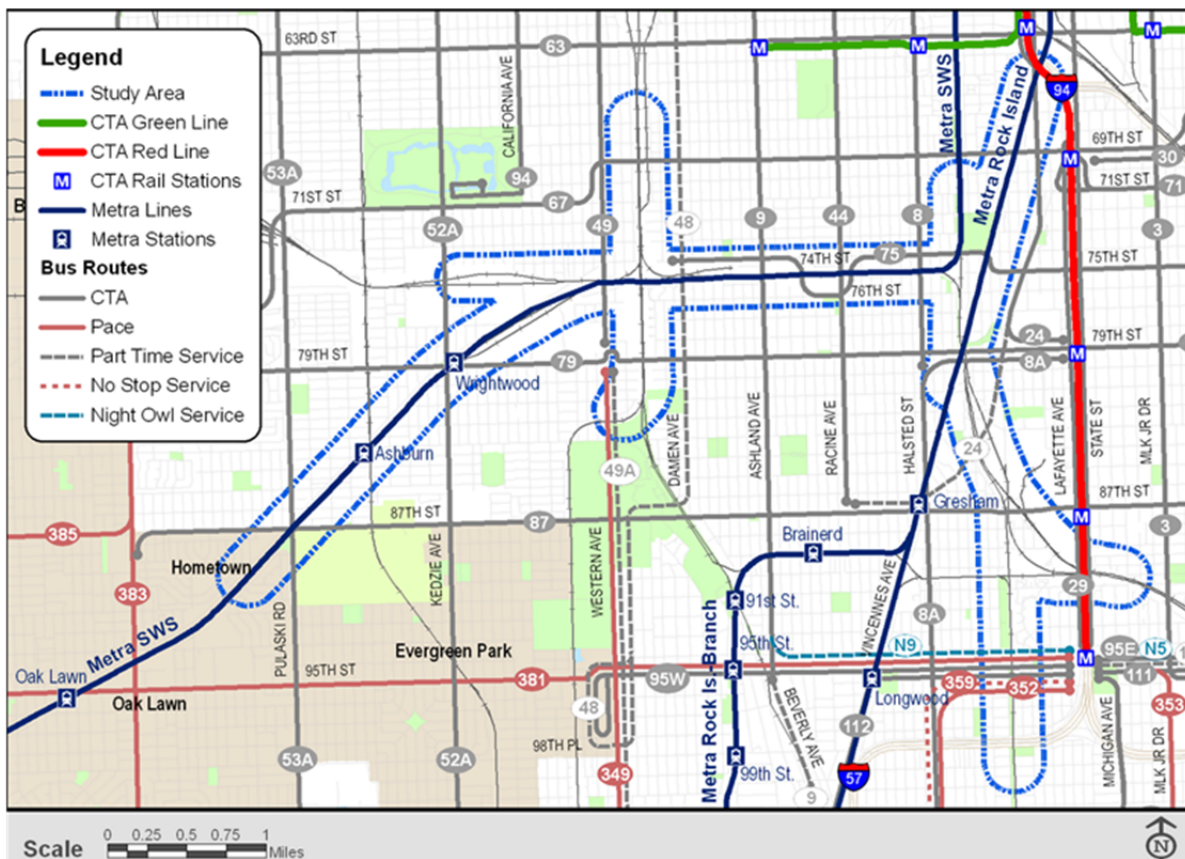 Legend
Study Area
CTA Green Line
CTA Red Line
M CTA Rail Stations
Metra Lines
Metra Stations
Bus Routes
CTA
Pace
Part Time Service
No Stop Service
Night Owl Service
63RD ST
63
M
M
M
M
CALIFORNIA AVE
Metra SWS
Metra Rock Island
94
69TH ST
30
M
71ST ST
71
53A
71ST ST
67
94
52A
49
48
9
44
8
3
74TH ST
75
75TH ST
76TH ST
24
79TH ST
79
Wrightwood
8A
79TH ST
M
Ashburn
49A
DAMEN AVE
ASHLAND AVE
RACINE AVE
HALSTED ST
24
LAFAYETTE AVE
STATE ST
MLK JR DR
87TH ST
87
Gresham
87TH ST
M
3
385
Brainerd
Hometown
383
KEDZIE AVE
WESTERN AVE
PULASKI RD
VINCENNES AVE
29
91st St.
8A
Metra SWS
Metra Rock Is.-Branch
95th St.
N9
M
95E
N5
Evergreen Park
95TH ST
381
95W
111
Oak Lawn
Oak Lawn
Longwood
359
352
353
48
BEVERLY AVE
112
98TH PL
53A
52A
349
99th St.
9
57
MICHIGAN AVE
MLK JR DR
Scale
0 0.25 0.5 0.75 1
Miles
N